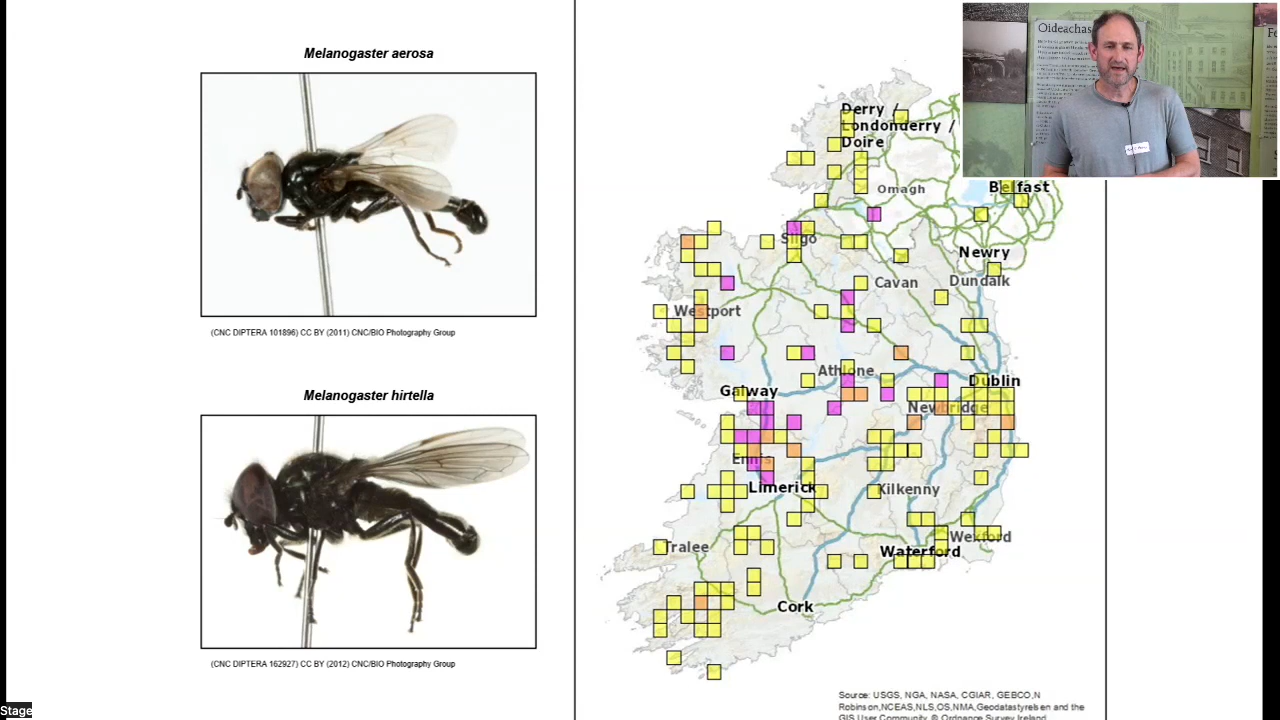 Melanogaster aerosa
(CNC DIPTERA 101896) CC BY (2011) CNC/BIO Photography Group
Melanogaster hirtella
(CNC DIPTERA 162927) CC BY (2012) CNC/BIO Photography Group
Stage
Oideachas
Derry /
Londonderry /
Doire
Omagh
Belfast
Sligo
Newry
Cavan
Dundalk
Westport
Athlone
Dublin
Galway
Newbridge
Ennis
Limerick
Kilkenny
Tralee
Wexford
Waterford
Cork
Source: USGS, NGA, NASA, CGIAR, GEBCO,N
Robinson,NCEAS,NLS,OS,NMA,Geodatastyrelsen and the
GIS User Community, © Ordnance Survey Ireland